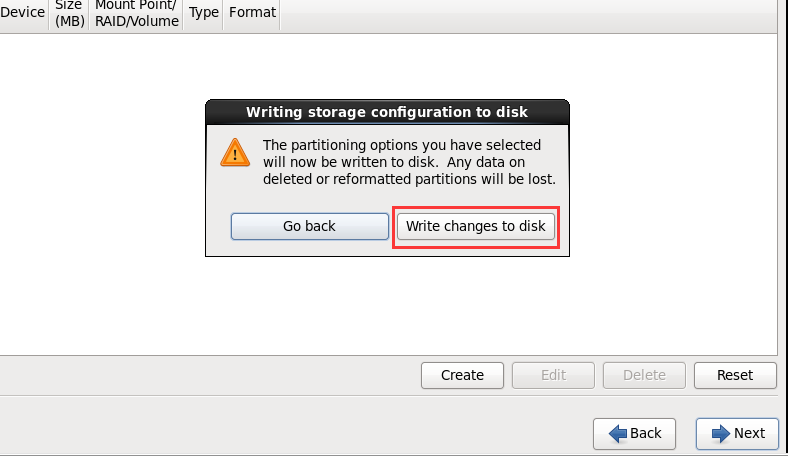 Device Size (MB) Mount Point/ RAID/Volume Type Format
Writing storage configuration to disk
The partitioning options you have selected
will now be written to disk.  Any data on
deleted or reformatted partitions will be lost.
Go back Write changes to disk
Create Edit Delete Reset
Back Next